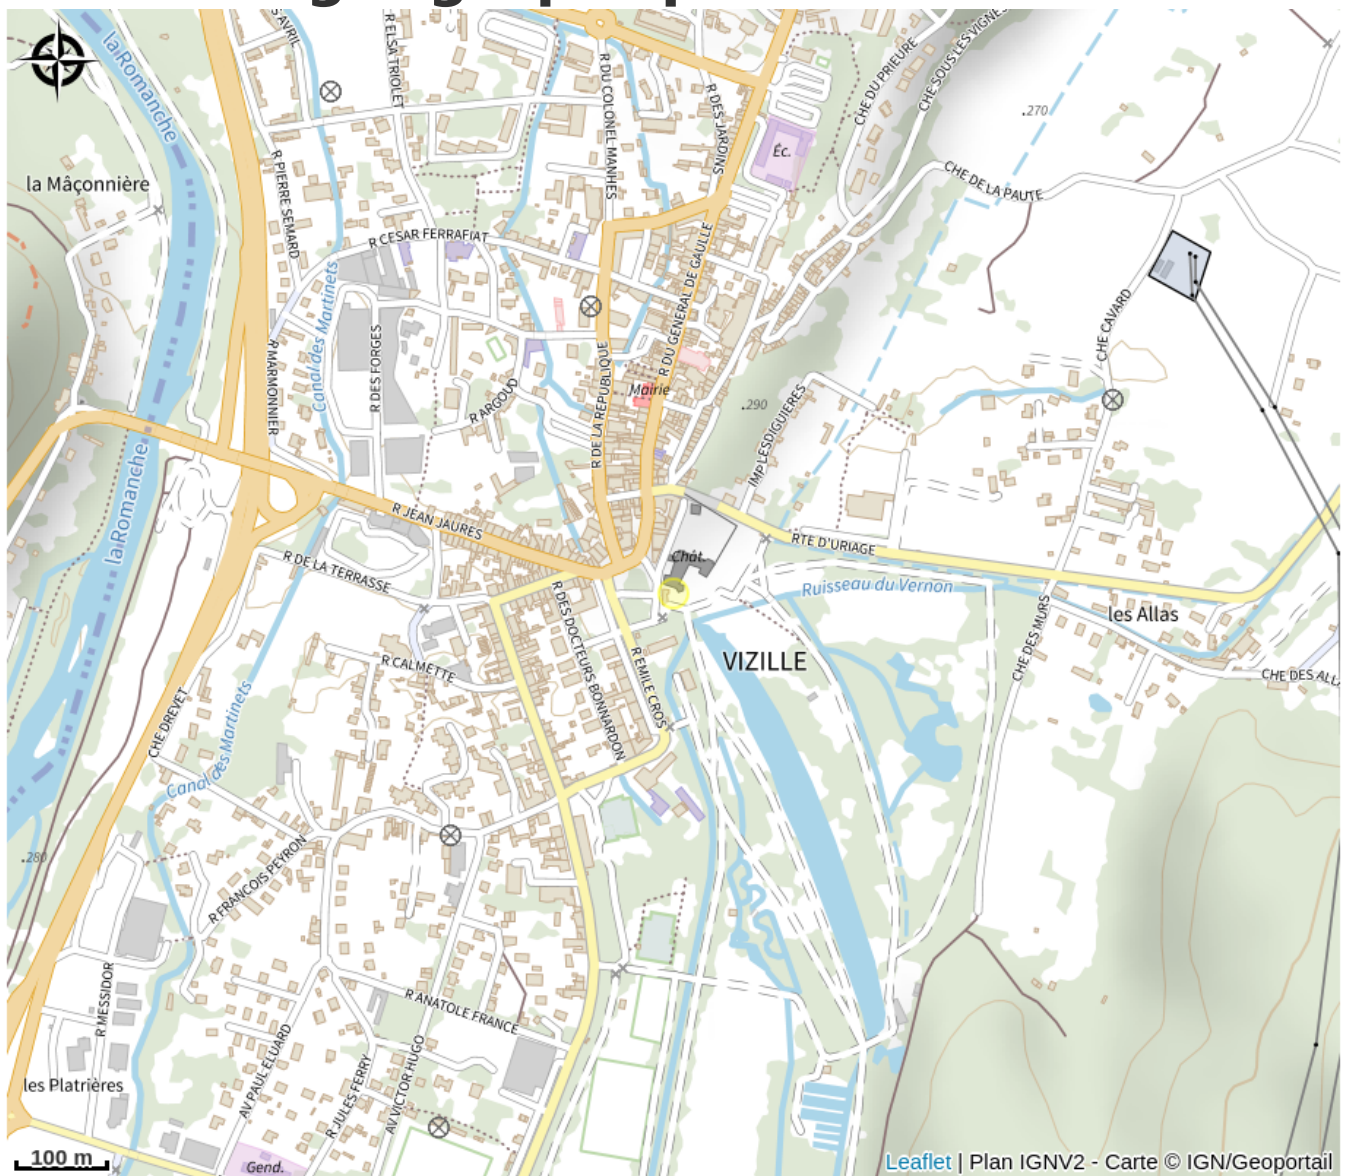 la Romanche
S AVRIL
R ELSA TRIOLET
R DU COLONEL MANHES
R DES JARDINS
CHE DU PRIEURE
CHE SOUS LES VIGNES
.270
Éc.
la Mâçonnière
R PIERRE SEMARD
CHE DE LA PAUTE
R CESAR FERRAFIAT
R DU GENERAL DE GAULLE
Canal des Martinets
R DES FORGES
R MARMONNIER
R ARGOUD
R DE LA REPUBLIQUE
Mairie
.290
IMP LESDIGUIERES
CHE CAVARD
la Romanche
R JEAN JAURES
RTE D'URIAGE
Chât.
R DE LA TERRASSE
Ruisseau du Vernon
les Allas
R DES DOCTEURS BONNARDON
CHE DES MURS
VIZILLE
R CALMETTE
R EMILE CROS
CHE DES ALL
CHE DREVET
Canal des Martinets
.280
R FRANCOIS PEYRON
R MESSIDOR
R ANATOLE FRANCE
AV PAUL ELUARD
R JULES FERRY
AV VICTOR HUGO
les Platrières
Gend.
100 m
Leaflet | Plan IGNV2 - Carte © IGN/Geoportail